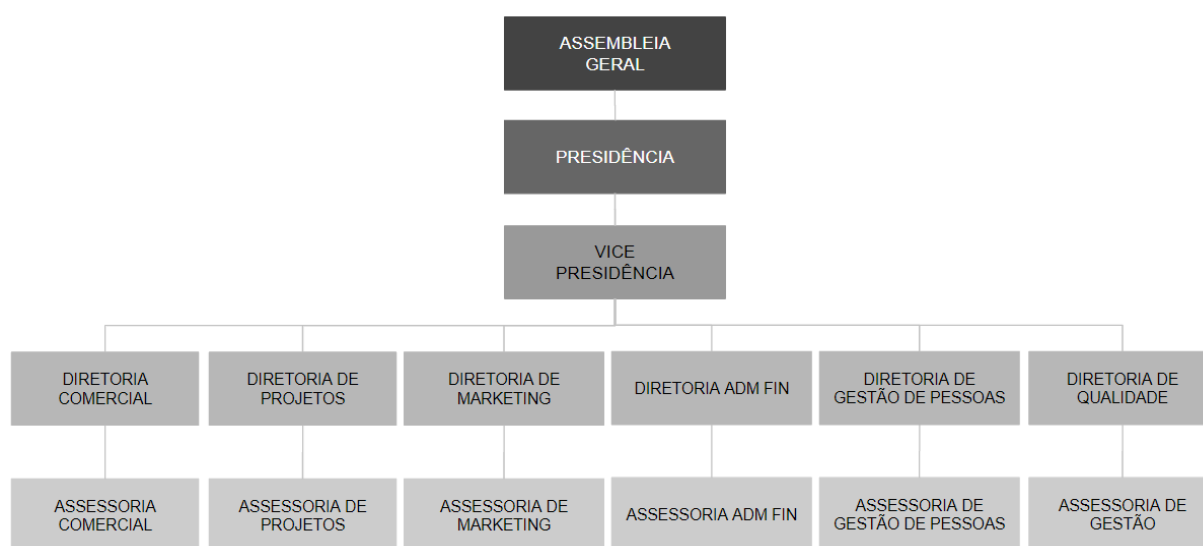 ASSEMBLEIA
GERAL
PRESIDÊNCIA
VICE
PRESIDÊNCIA
DIRETORIA
COMERCIAL
DIRETORIA DE
PROJETOS
DIRETORIA DE
MARKETING
DIRETORIA ADM FIN
DIRETORIA DE
GESTÃO DE PESSOAS
DIRETORIA DE
QUALIDADE
ASSESSORIA
COMERCIAL
ASSESSORIA DE
PROJETOS
ASSESSORIA DE
MARKETING
ASSESSORIA ADM FIN
ASSESSORIA DE
GESTÃO DE PESSOAS
ASSESSORIA DE
GESTÃO